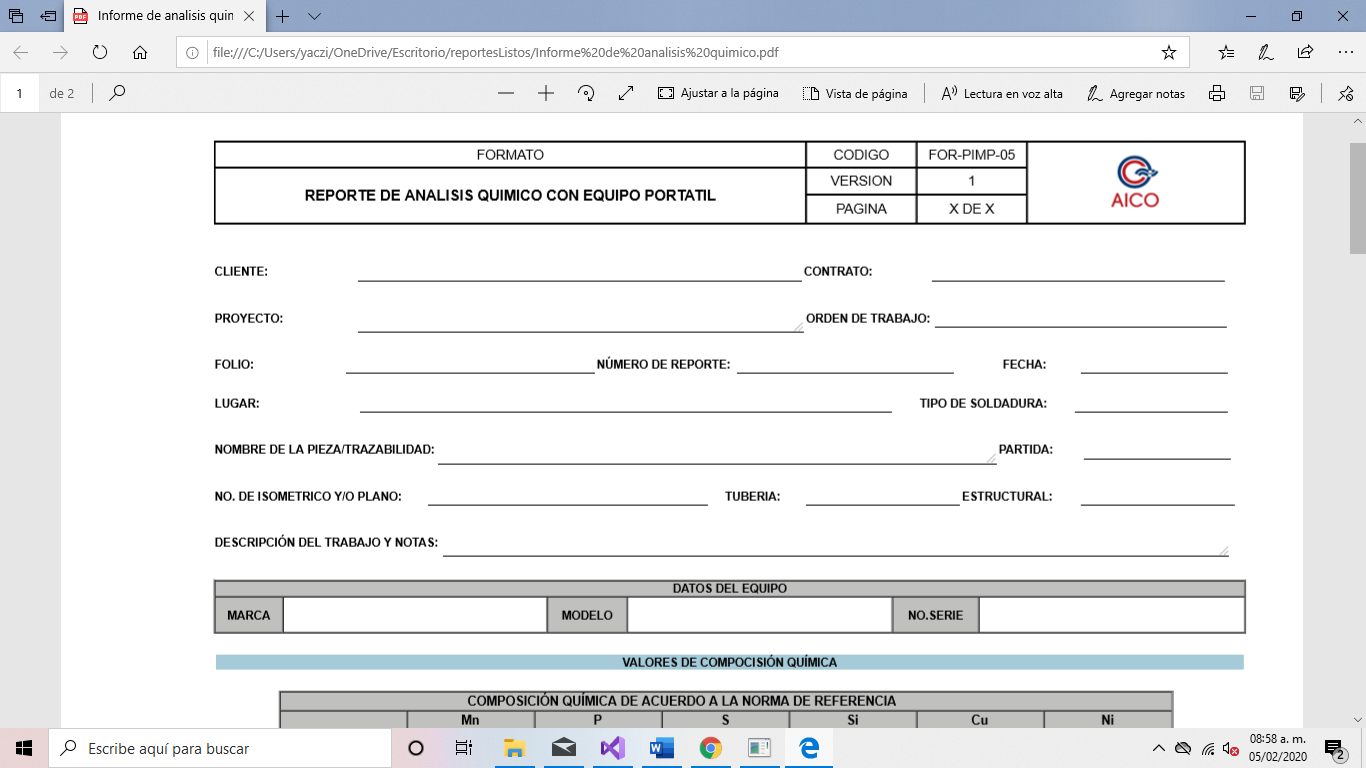 Informe de analisis quin
file:///C:/Users/yaczi/OneDrive/Escritorio/reportesListos/Informe%20de%20analisis%20quimico.pdf
1 de 2 Ajustar a la página Vista de página Lectura en voz alta Agregar notas
FORMATO CODIGO FOR-PIMP-05
REPORTE DE ANALISIS QUIMICO CON EQUIPO PORTATIL VERSION 1
PAGINA X DE X
AICO
CLIENTE: CONTRATO:
PROYECTO: ORDEN DE TRABAJO:
FOLIO: NÚMERO DE REPORTE: FECHA:
LUGAR: TIPO DE SOLDADURA:
NOMBRE DE LA PIEZA/TRAZABILIDAD: PARTIDA:
NO. DE ISOMETRICO Y/O PLANO: TUBERIA: ESTRUCTURAL:
DESCRIPCIÓN DEL TRABAJO Y NOTAS:
DATOS DEL EQUIPO
MARCA MODELO NO.SERIE
VALORES DE COMPOCISIÓN QUÍMICA
COMPOSICIÓN QUÍMICA DE ACUERDO A LA NORMA DE REFERENCIA
Mn P S Si Cu Ni
Escribe aquí para buscar
08:58 a. m.
05/02/2020
2